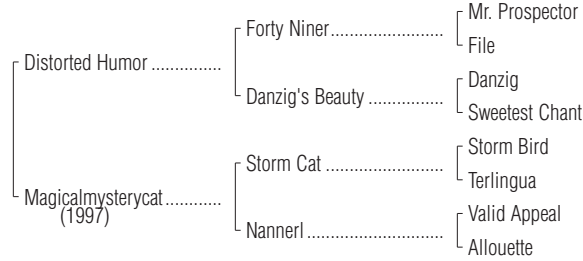 Mr. Prospector
Forty Niner.......................
File
Distorted Humor ..............
Danzig
Danzig's Beauty ...............
Sweetest Chant
Storm Bird
Storm Cat ........................
Terlingua
Magicalmysterycat...........
(1997)
Valid Appeal
Nannerl............................
Allouette